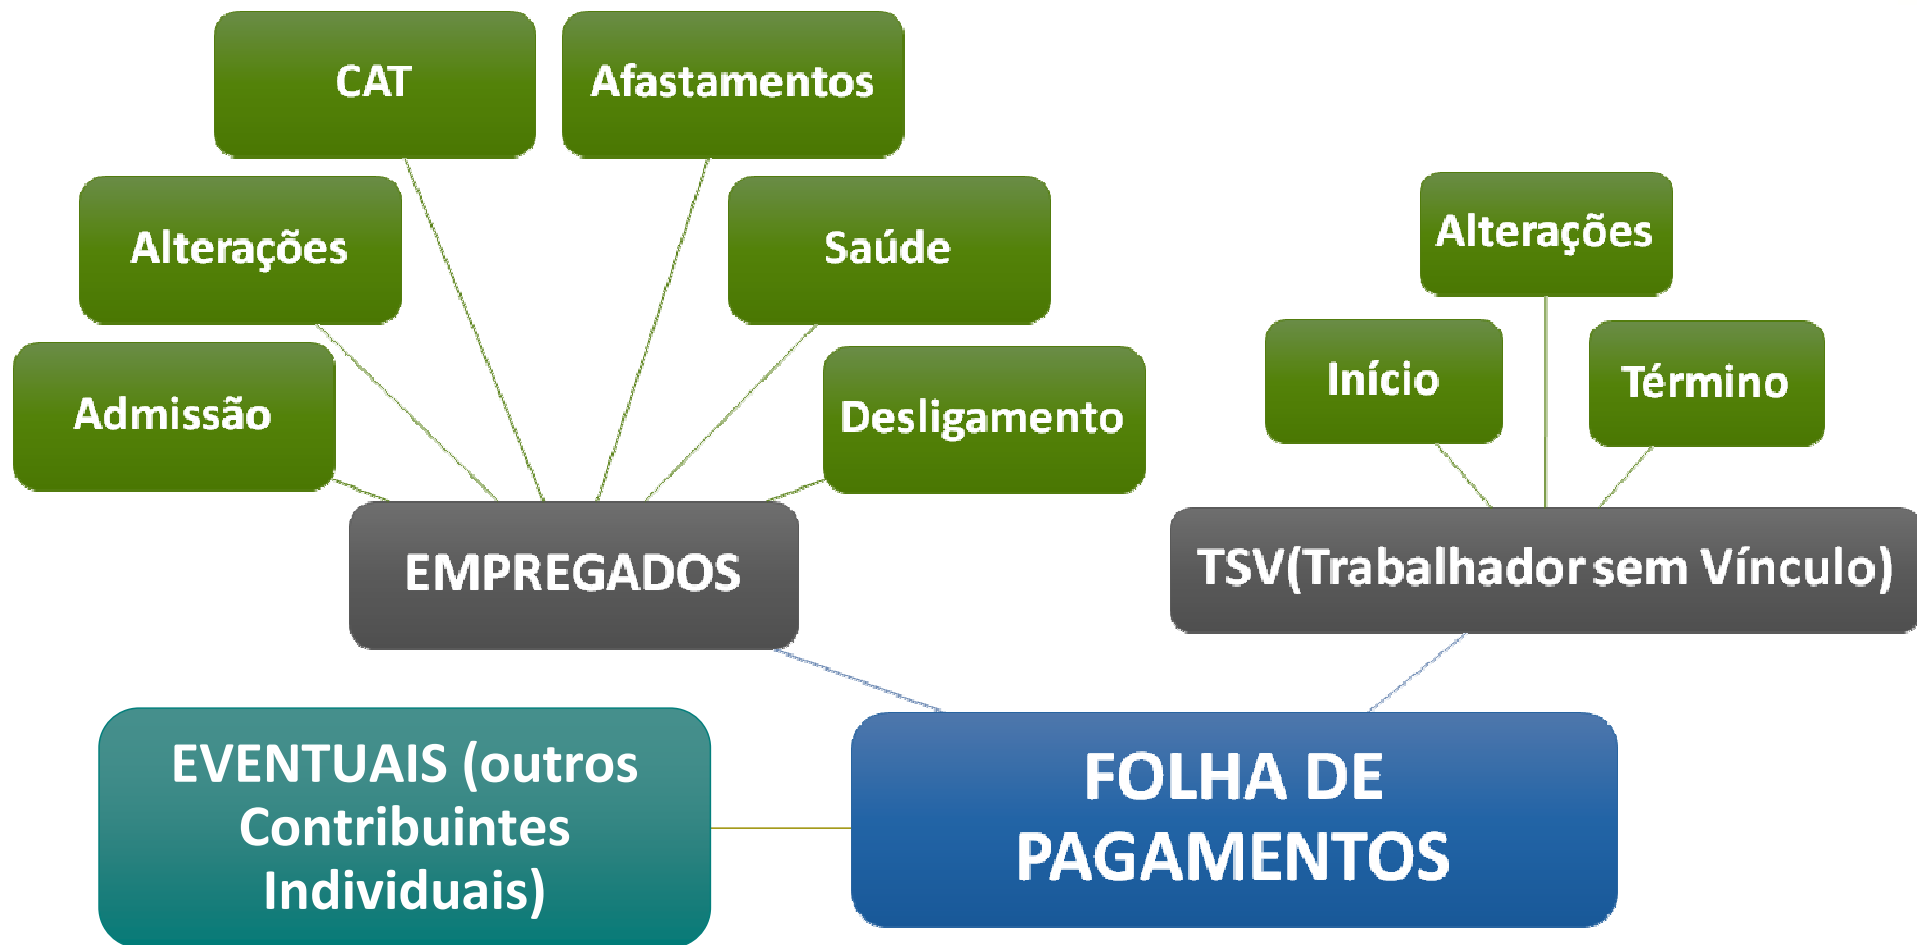 CAT
Afastamentos
Alterações
Saúde
Alterações
Admissão
Desligamento
Início
Término
EMPREGADOS
TSV(Trabalhador sem Vínculo)
EVENTUAIS (outros
Contribuintes
Individuais)
FOLHA DE
PAGAMENTOS